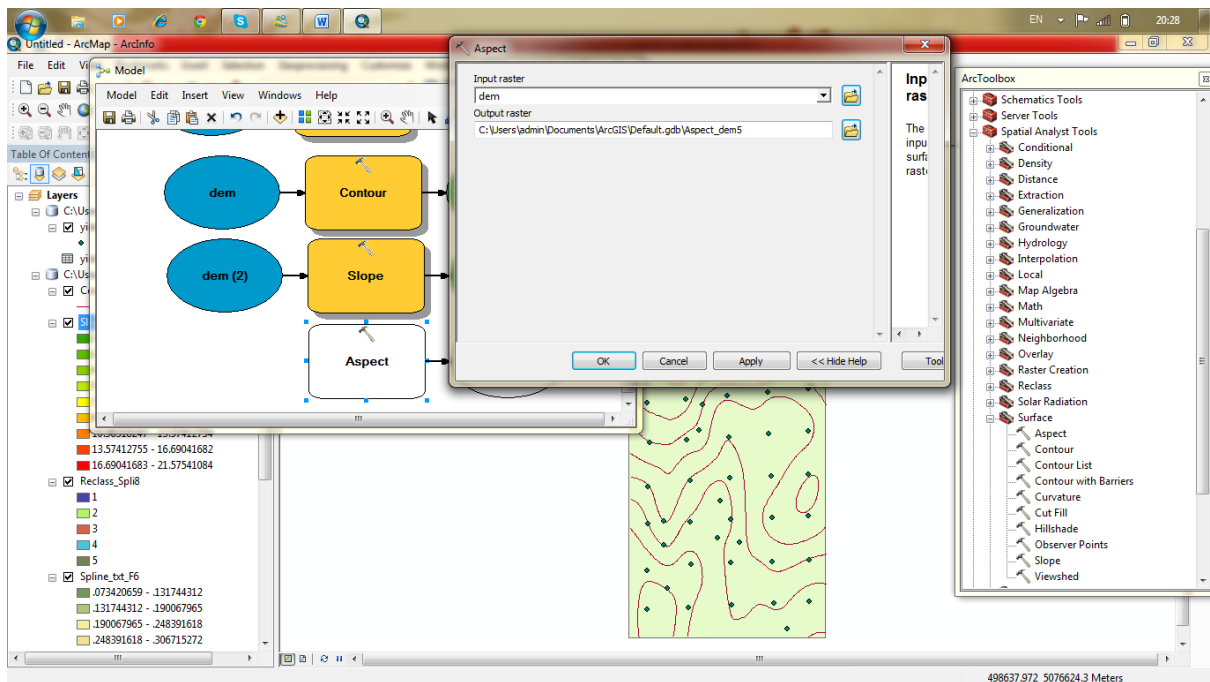 EN
20:28
Untitled - ArcMap - ArcInfo
File Edit
Table Of Content
Layers
C:\Us
yi
yi
C:\Us
C
Sl
13.57412755 - 16.69041682
16.69041683 - 21.57541084
Reclass_Spli8
1
2
3
4
5
Spline_txt_F6
.073420659 - .131744312
.131744312 - .190067965
.190067965 - .248391618
.248391618 - .306715272
Model
Model Edit Insert View Windows Help
dem
Contour
dem (2)
Slope
Aspect
Aspect
Input raster
dem
Output raster
C:\Users\admin\Documents\ArcGIS\Default.gdb\Aspect_dem5
OK Cancel Apply << Hide Help Tool
Inp
ras
The
inpu
surfa
raste
ArcToolbox
Schematics Tools
Server Tools
Spatial Analyst Tools
Conditional
Density
Distance
Extraction
Generalization
Groundwater
Hydrology
Interpolation
Local
Map Algebra
Math
Multivariate
Neighborhood
Overlay
Raster Creation
Reclass
Solar Radiation
Surface
Aspect
Contour
Contour List
Contour with Barriers
Curvature
Cut Fill
Hillshade
Observer Points
Slope
Viewshed
498637.972 5076624.3 Meters